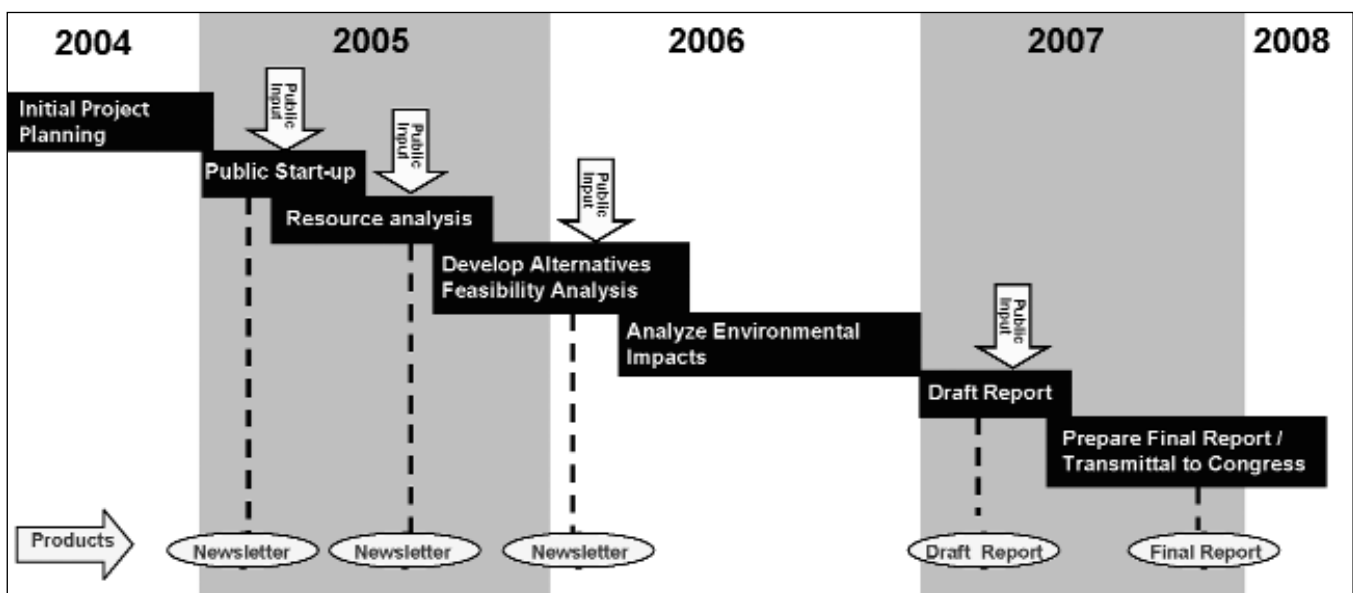 2004
2005
2006
2007
2008
Initial Project
Planning
Public
Input
Public Start-up
Public
Input
Resource analysis
Public
Input
Develop Alternatives
Feasibility Analysis
Analyze Environmental
Impacts
Public
Input
Draft Report
Prepare Final Report /
Transmittal to Congress
Products
Newsletter
Newsletter
Newsletter
Draft Report
Final Report